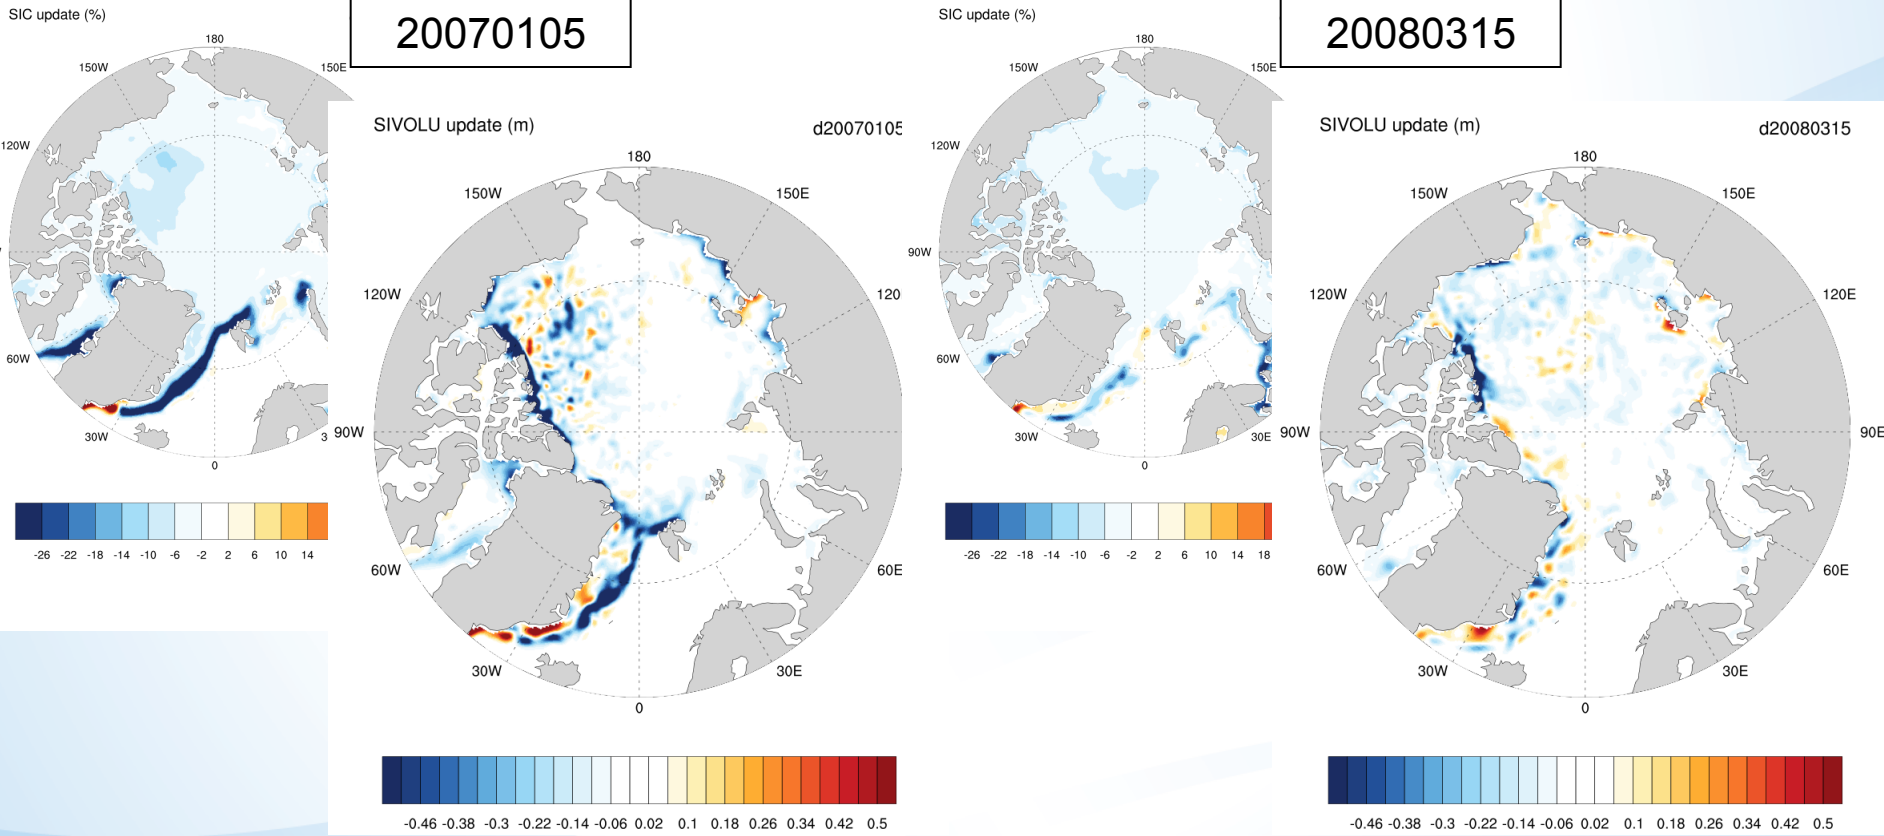 SIC update (%)
20070105
180
150W
150E
120W
60W
30W
3
0
-26 -22 -18 -14 -10 -6 -2 2 6 10 14
SIVOLU update (m)
d20070105
180
150W
150E
120W
120
90W
60W
60E
30W
30E
0
-0.46 -0.38 -0.3 -0.22 -0.14 -0.06 0.02 0.1 0.18 0.26 0.34 0.42 0.5
SIC update (%)
20080315
180
150W
150E
120W
90W
60W
30W
30E
0
-26 -22 -18 -14 -10 -6 -2 2 6 10 14 18
SIVOLU update (m)
d20080315
180
150W
150E
120W
120E
90W
90E
60W
60E
30W
30E
0
-0.46 -0.38 -0.3 -0.22 -0.14 -0.06 0.02 0.1 0.18 0.26 0.34 0.42 0.5